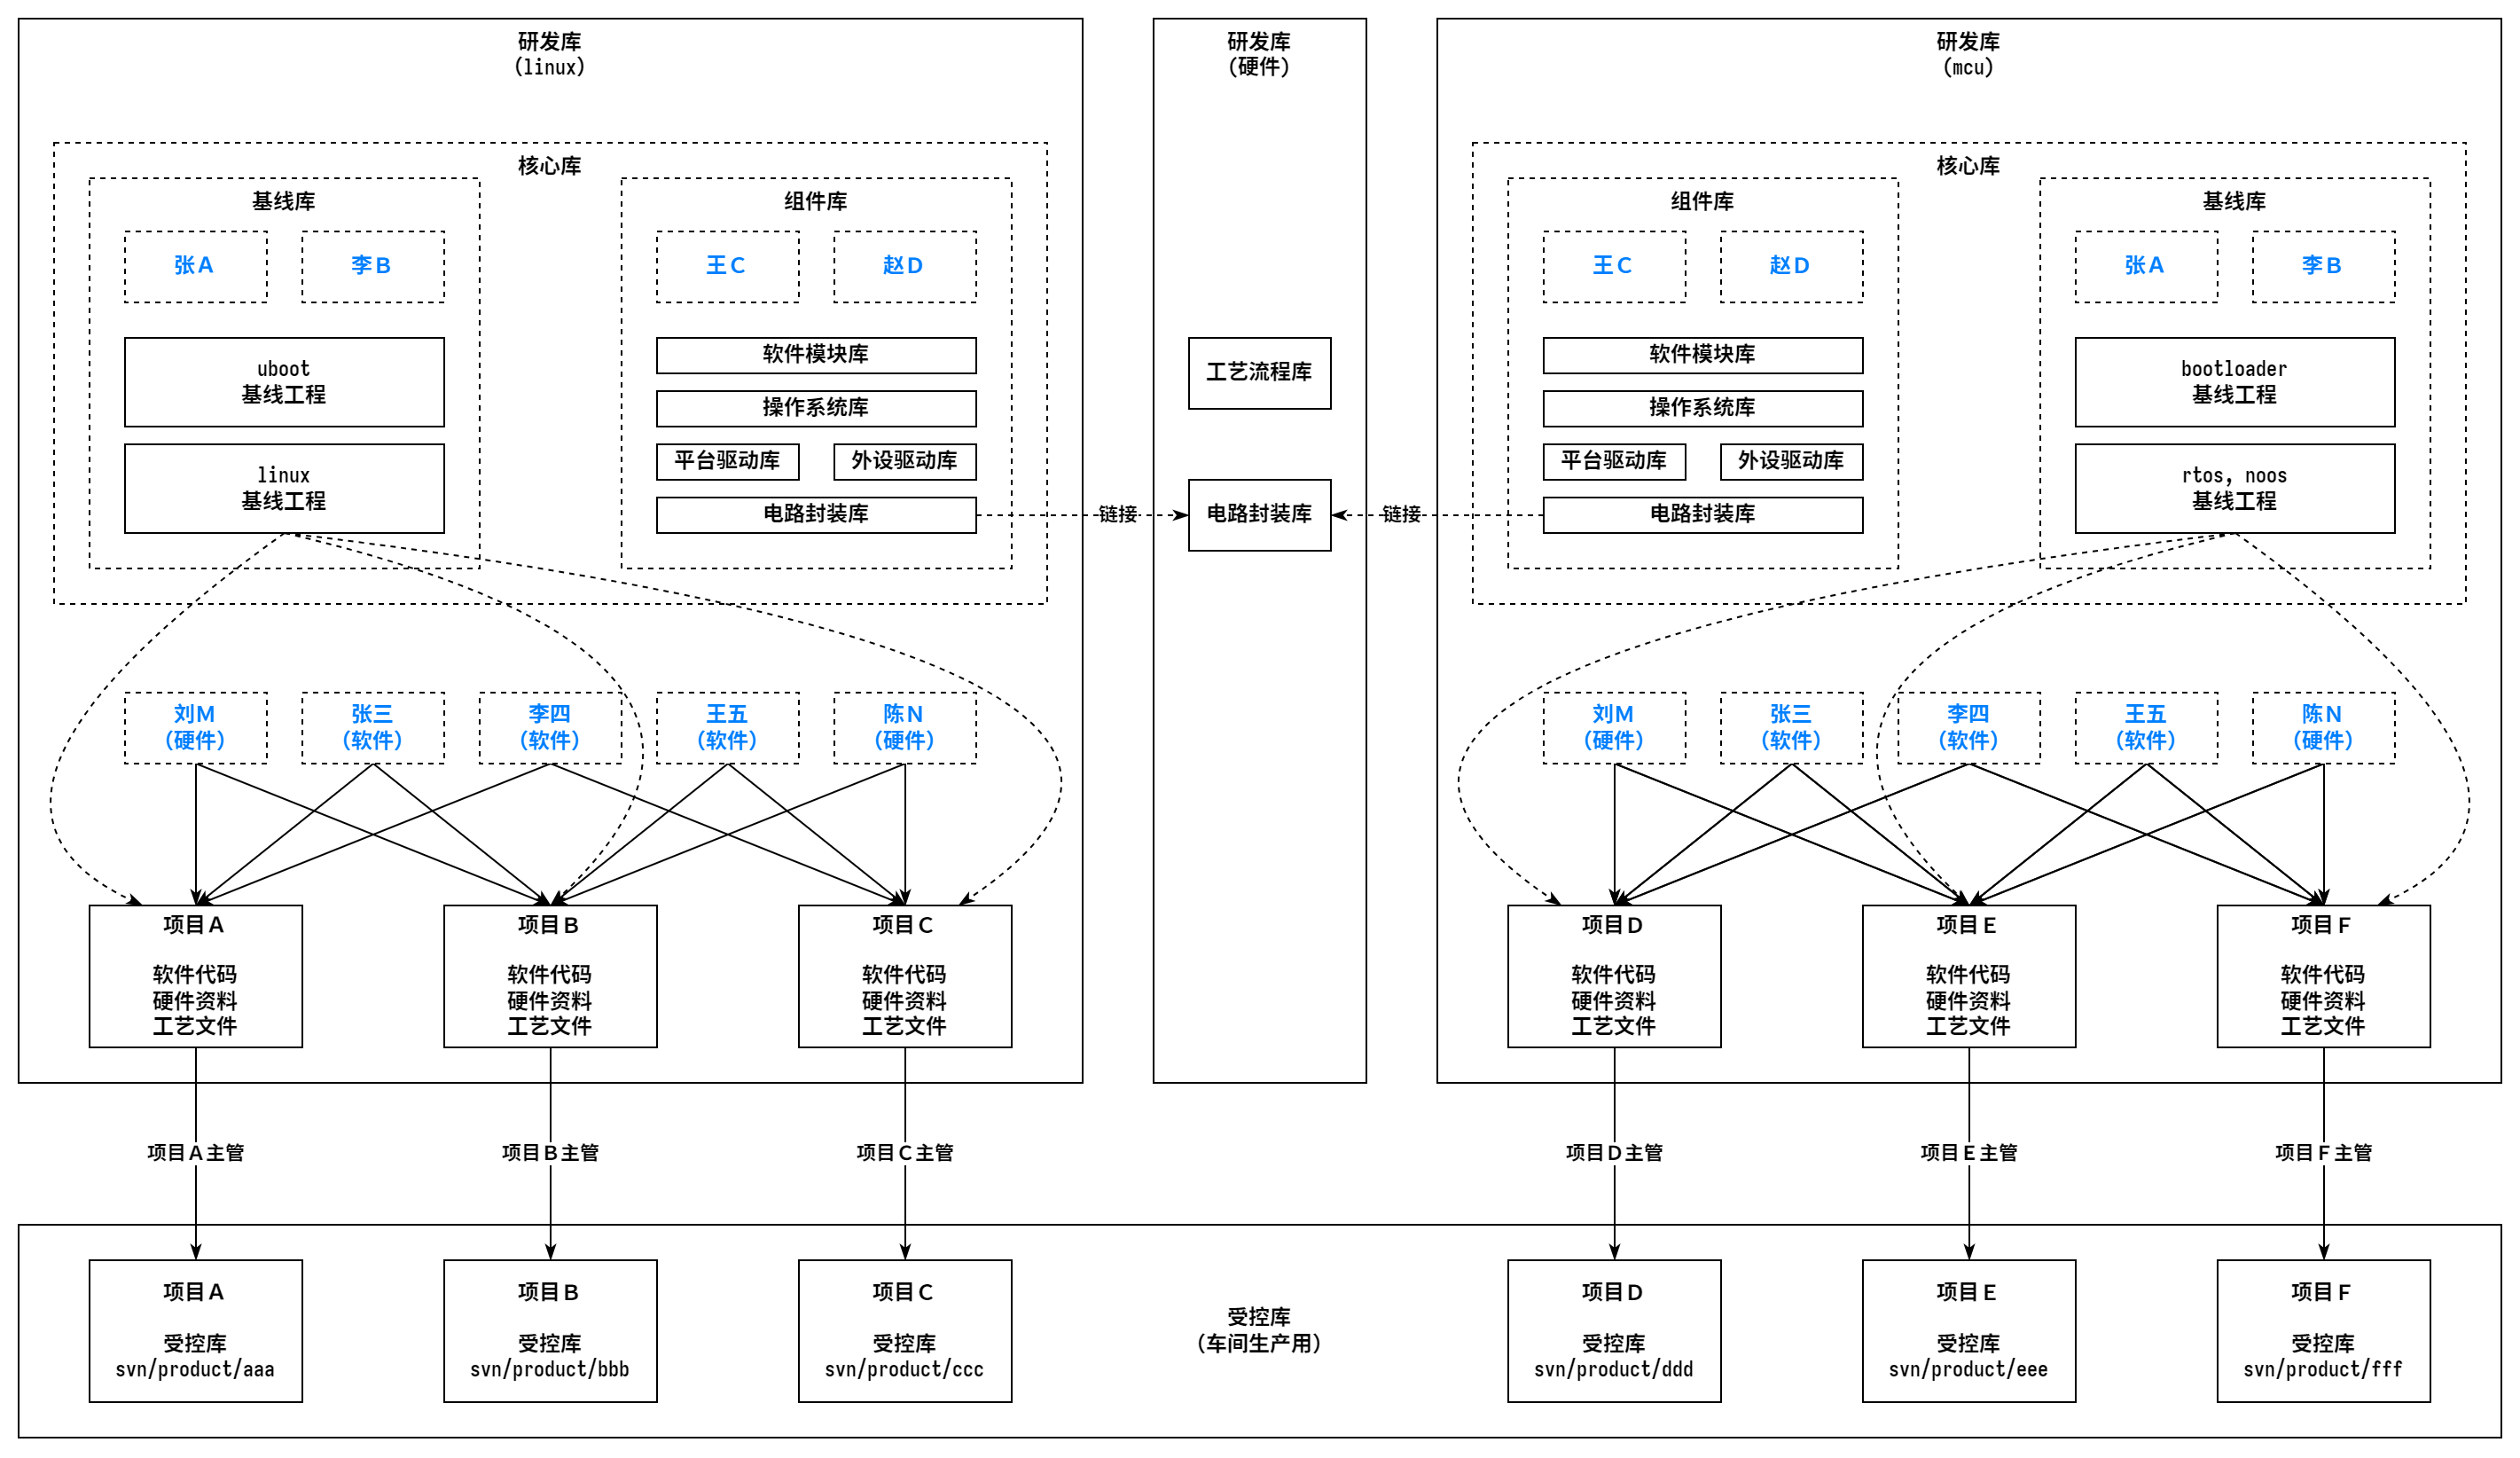 研发库
（linux）
核心库
基线库
张A
李B
uboot
基线工程
linux
基线工程
组件库
王C
赵D
软件模块库
操作系统库
平台驱动库
外设驱动库
电路封装库
链接
刘M
（硬件）
张三
（软件）
李四
（软件）
王五
（软件）
陈N
（硬件）
项目A
软件代码
硬件资料
工艺文件
项目B
软件代码
硬件资料
工艺文件
项目C
软件代码
硬件资料
工艺文件
研发库
（硬件）
工艺流程库
电路封装库
链接
研发库
（mcu）
核心库
组件库
王C
赵D
软件模块库
操作系统库
平台驱动库
外设驱动库
电路封装库
基线库
张A
李B
bootloader
基线工程
rtos，noos
基线工程
刘M
（硬件）
张三
（软件）
李四
（软件）
王五
（软件）
陈N
（硬件）
项目D
软件代码
硬件资料
工艺文件
项目E
软件代码
硬件资料
工艺文件
项目F
软件代码
硬件资料
工艺文件
项目A主管
项目B主管
项目C主管
项目D主管
项目E主管
项目F主管
项目A
受控库
svn/product/aaa
项目B
受控库
svn/product/bbb
项目C
受控库
svn/product/ccc
受控库
（车间生产用）
项目D
受控库
svn/product/ddd
项目E
受控库
svn/product/eee
项目F
受控库
svn/product/fff